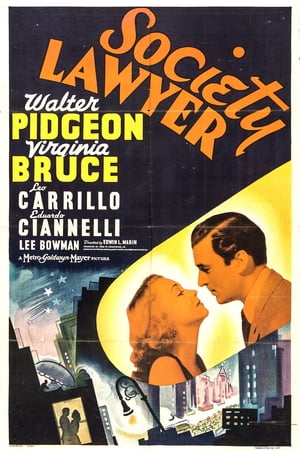 Society
LAWYER
Walter
PIDGEON
Virginia
BRUCE
Leo
CARRILLO
Eduardo
CIANNELLI
LEE BOWMAN
Directed by EDWIN L. MARIN
A Metro-Goldwyn-Mayer PICTURE